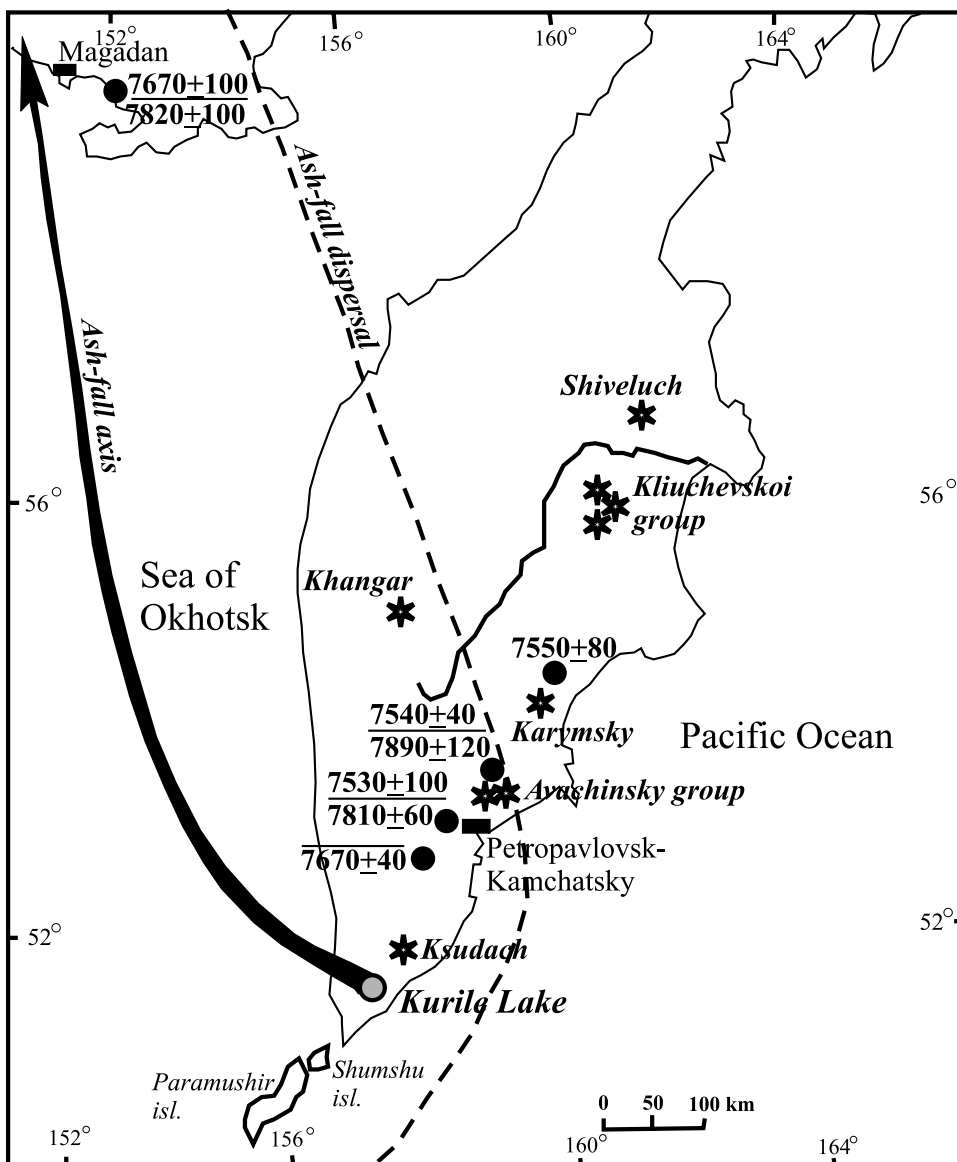 152°
156°
160°
164°
Magadan
7670±100
7820±100
Ash-fall dispersal
Ash-fall axis
Shiveluch
56°
56°
Kliuchevskoi
group
Sea of
Okhotsk
Khangar
7550±80
7540±40
7890±120
Karymsky
Pacific Ocean
7530±100
7810±60
Avachinsky group
7670±40
Petropavlovsk-
Kamchatsky
52°
52°
Ksudach
Kurile Lake
Paramushir
isl.
Shumshu
isl.
0 50 100 km
152°
156°
160°
164°